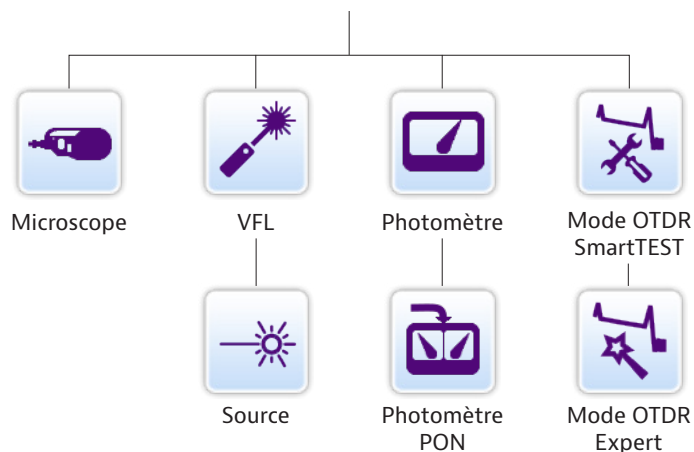 Microscope
VFL
Photomètre
Mode OTDR
SmartTEST
Source
Photomètre
PON
Mode OTDR
Expert